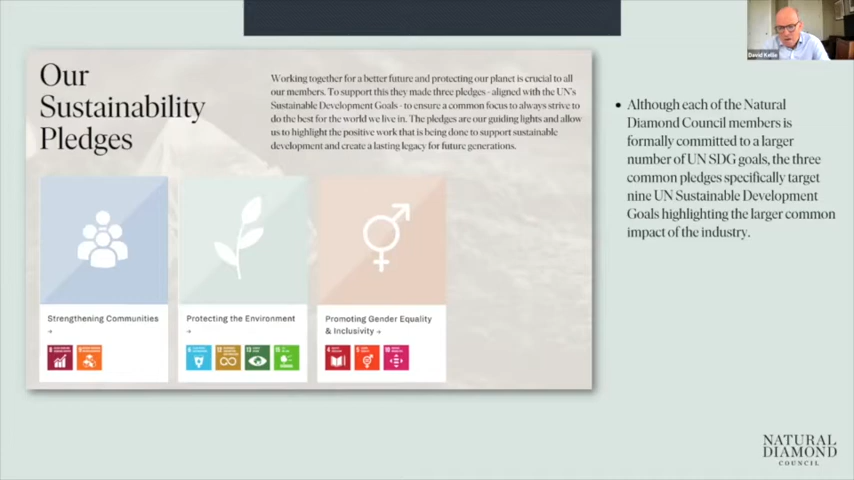 David Kellie
Our
Sustainability
Pledges
Working together for a better future and protecting our planet is crucial to all
our members. To support this they made three pledges - aligned with the UN's
Sustainable Development Goals - to ensure a common focus to always strive to
do the best for the world we live in. The pledges are our guiding lights and allow
us to highlight the positive work that is being done to support sustainable
development and create a lasting legacy for future generations.
Strengthening Communities
→
Protecting the Environment
→
Promoting Gender Equality
& Inclusivity →
• Although each of the Natural
Diamond Council members is
formally committed to a larger
number of UN SDG goals, the three
common pledges specifically target
nine UN Sustainable Development
Goals highlighting the larger common
impact of the industry.
NATURAL
DIAMOND
COUNCIL